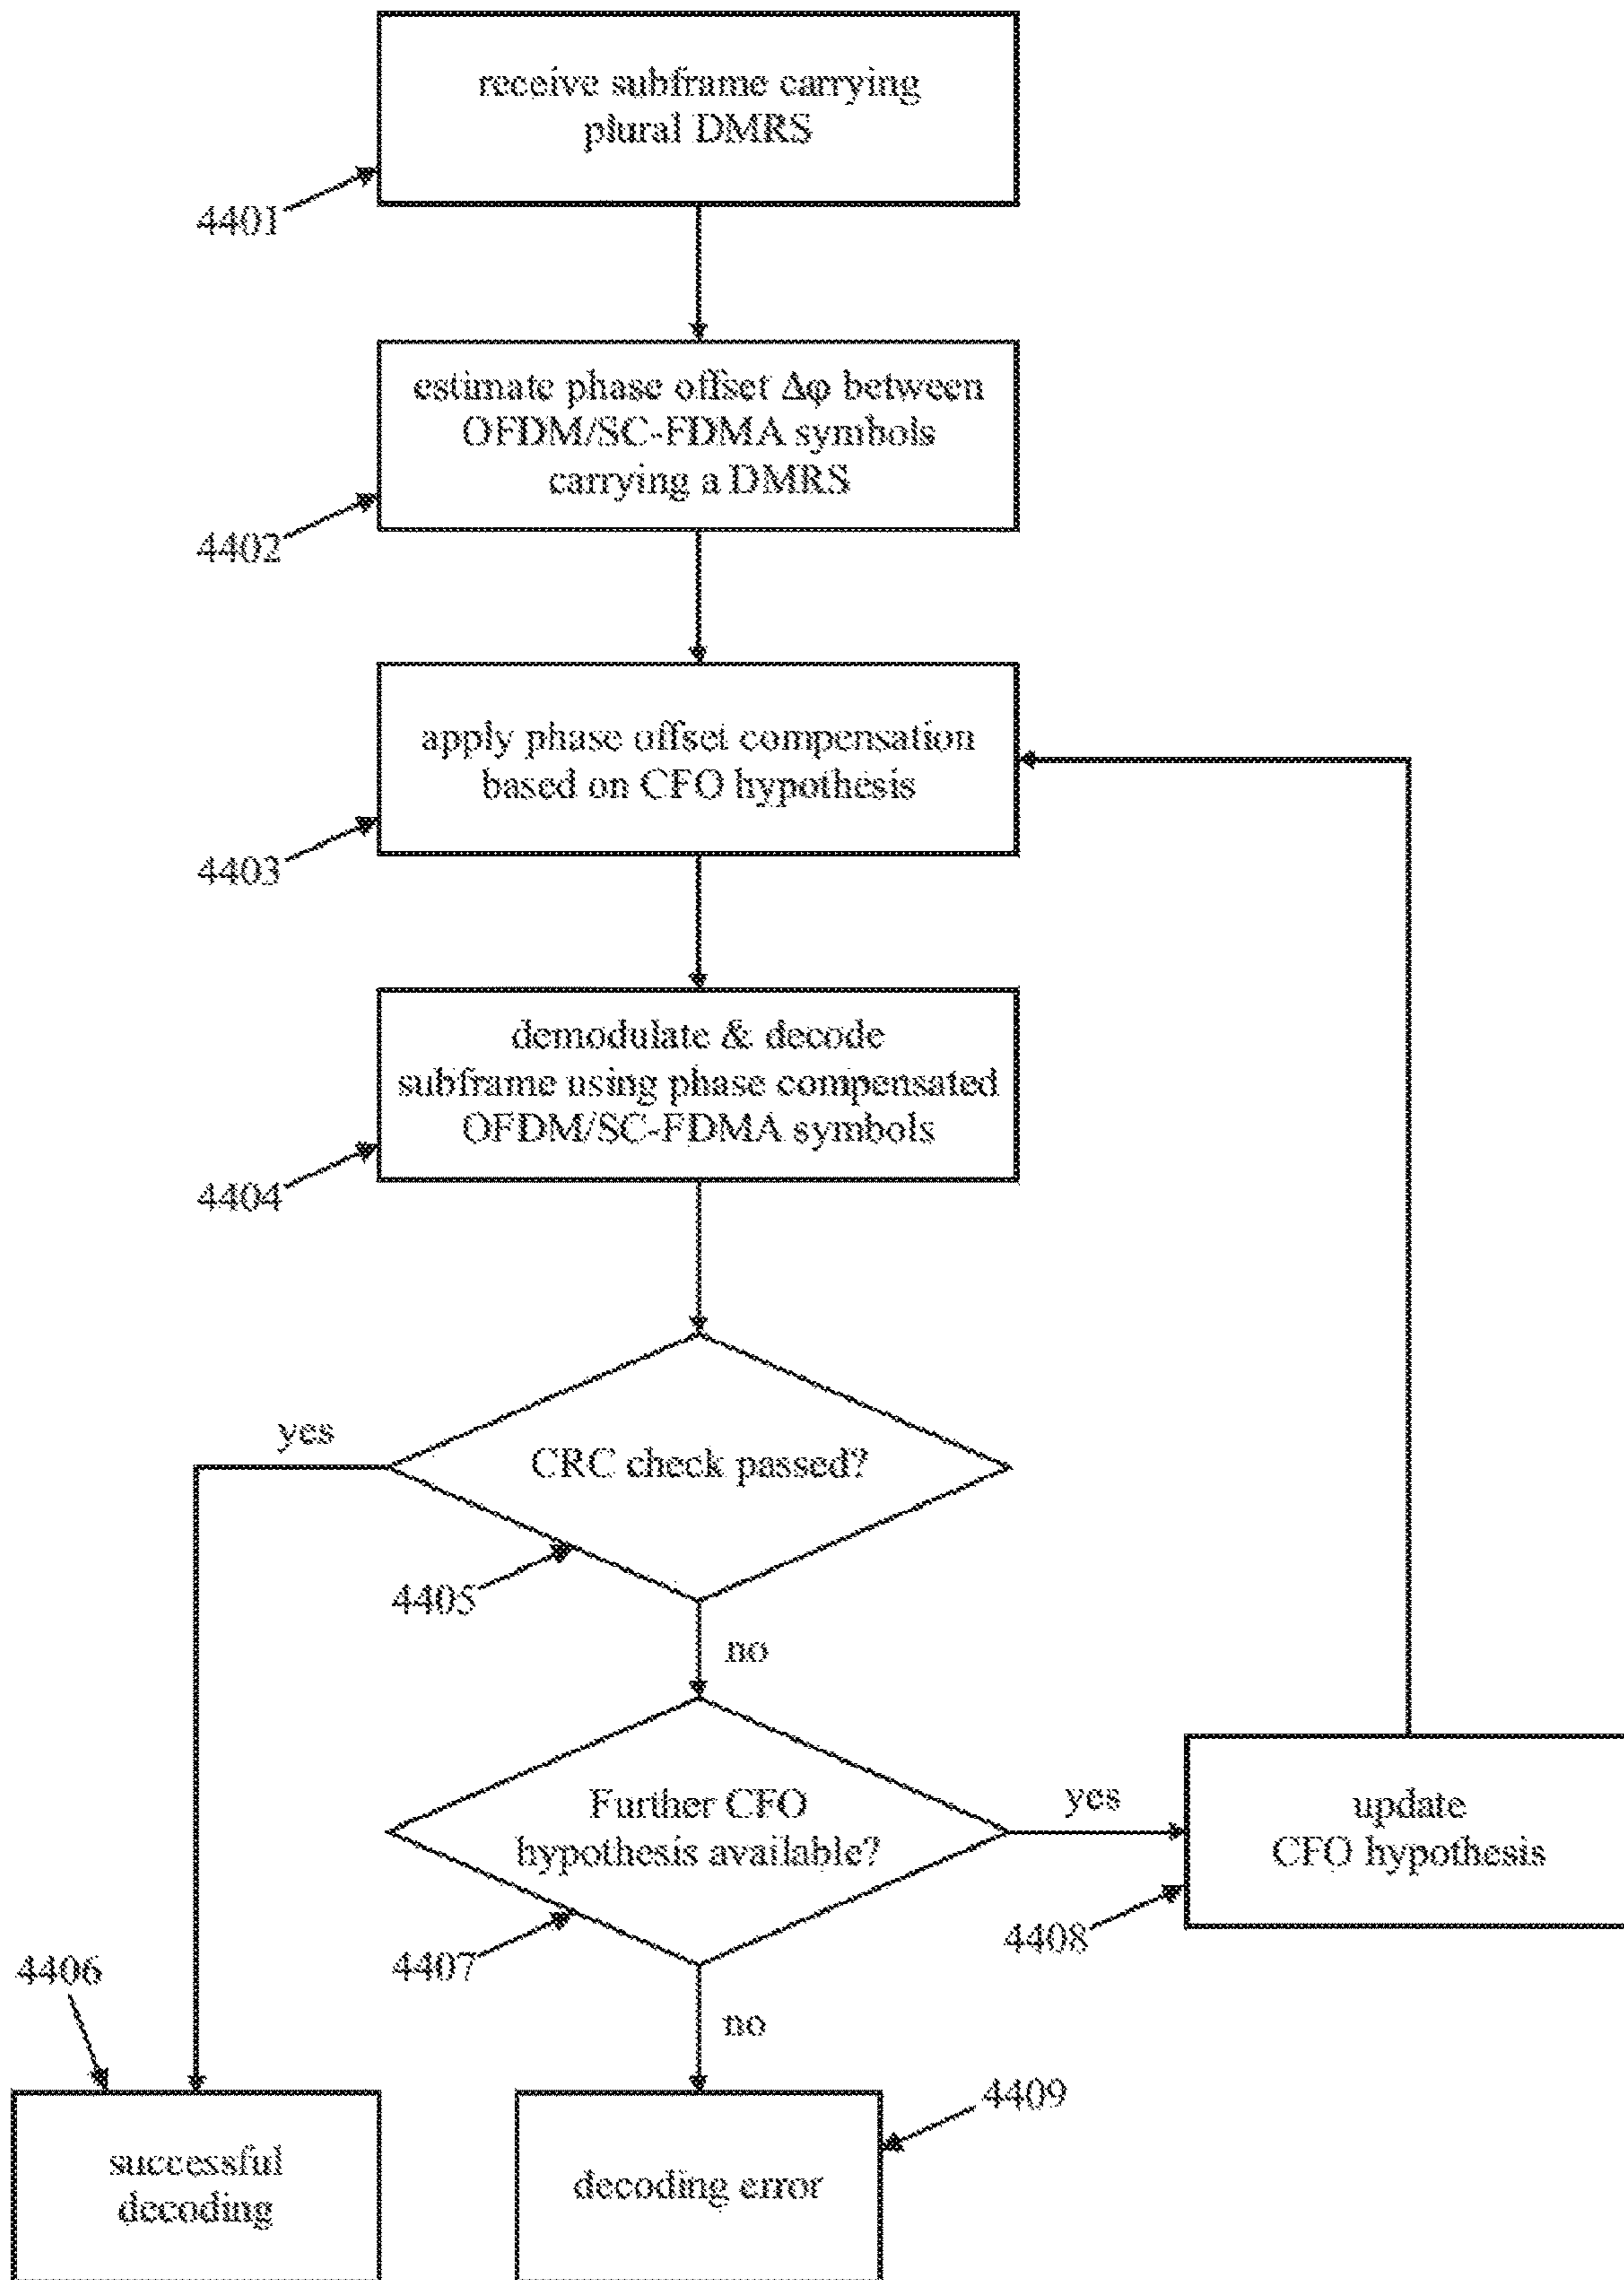 receive subframe carrying
plural DMRS
4401
estimate phase offset Δφ between
OFDM/SC-FDMA symbols
carrying a DMRS
4402
apply phase offset compensation
based on CFO hypothesis
4403
demodulate & decode
subframe using phase compensated
OFDM/SC-FDMA symbols
4404
yes
CRC check passed?
4405
no
Further CFO
hypothesis available?
yes
update
CFO hypothesis
4407
4408
4406
no
4409
successful
decoding
decoding error